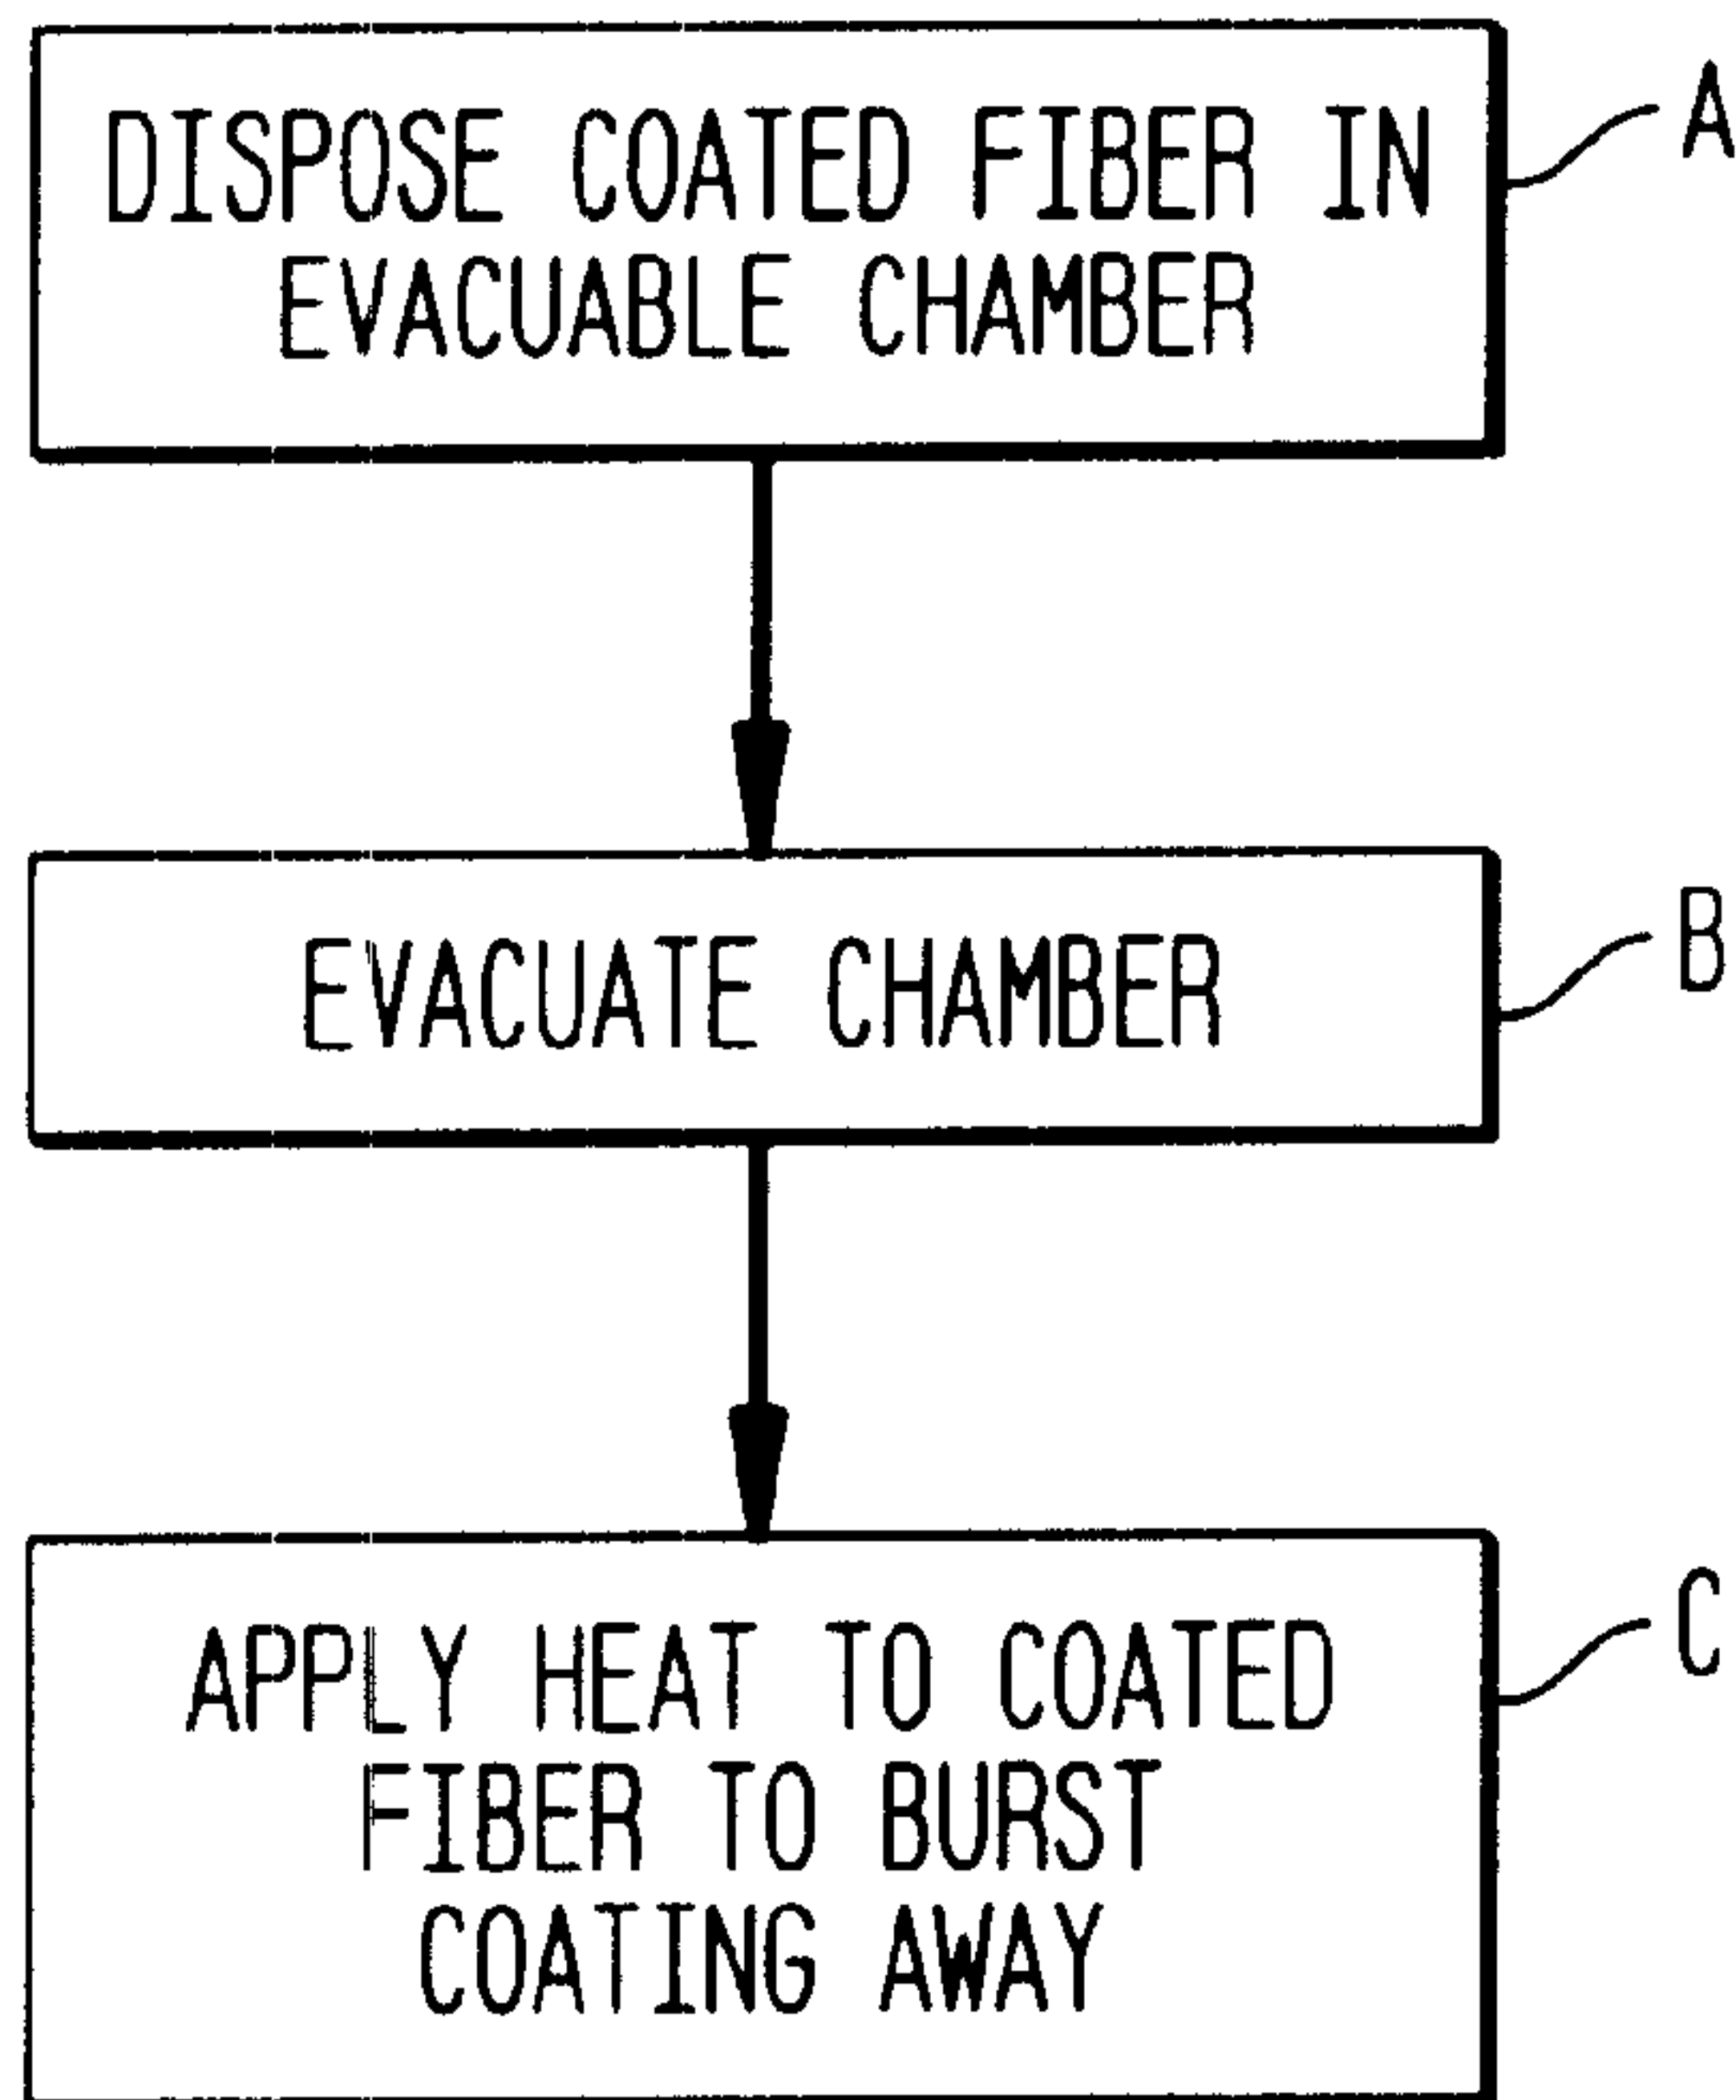 DISPOSE COATED FIBER IN
EVACUABLE CHAMBER
A
EVACUATE CHAMBER
B
APPLY HEAT TO COATED
FIBER TO BURST
COATING AWAY
C